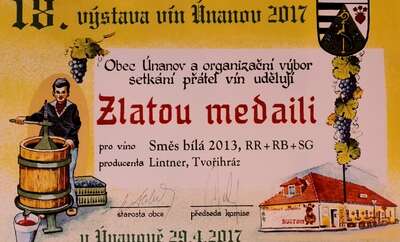 18. výstava vín Únanov 2017
Obec Únanov a organizační výbor
setkání přátel vín udělují
Zlatou medaili
pro víno Směs bílá 2013, RR+RB+SG
producenta Lintner, Tvořihráz
starosta obce předseda komise
v Únanově 29.4.2017